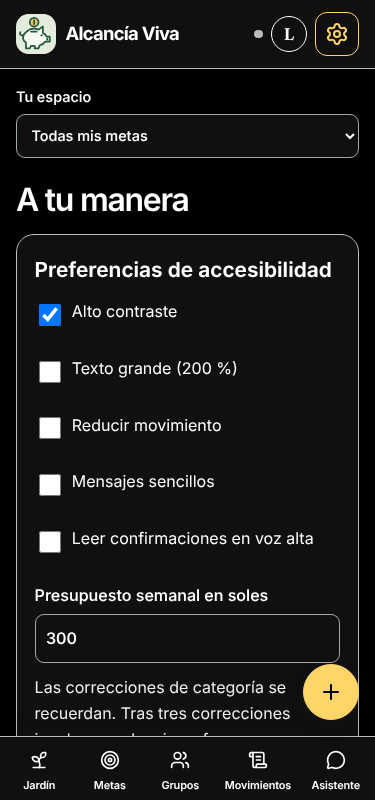 Alcancía Viva
L
Tu espacio
Todas mis metas
A tu manera
Preferencias de accesibilidad
Alto contraste
Texto grande (200 %)
Reducir movimiento
Mensajes sencillos
Leer confirmaciones en voz alta
Presupuesto semanal en soles
300
Las correcciones de categoría se
recuerdan. Tras tres correcciones
Jardín
Metas
Grupos
Movimientos
Asistente